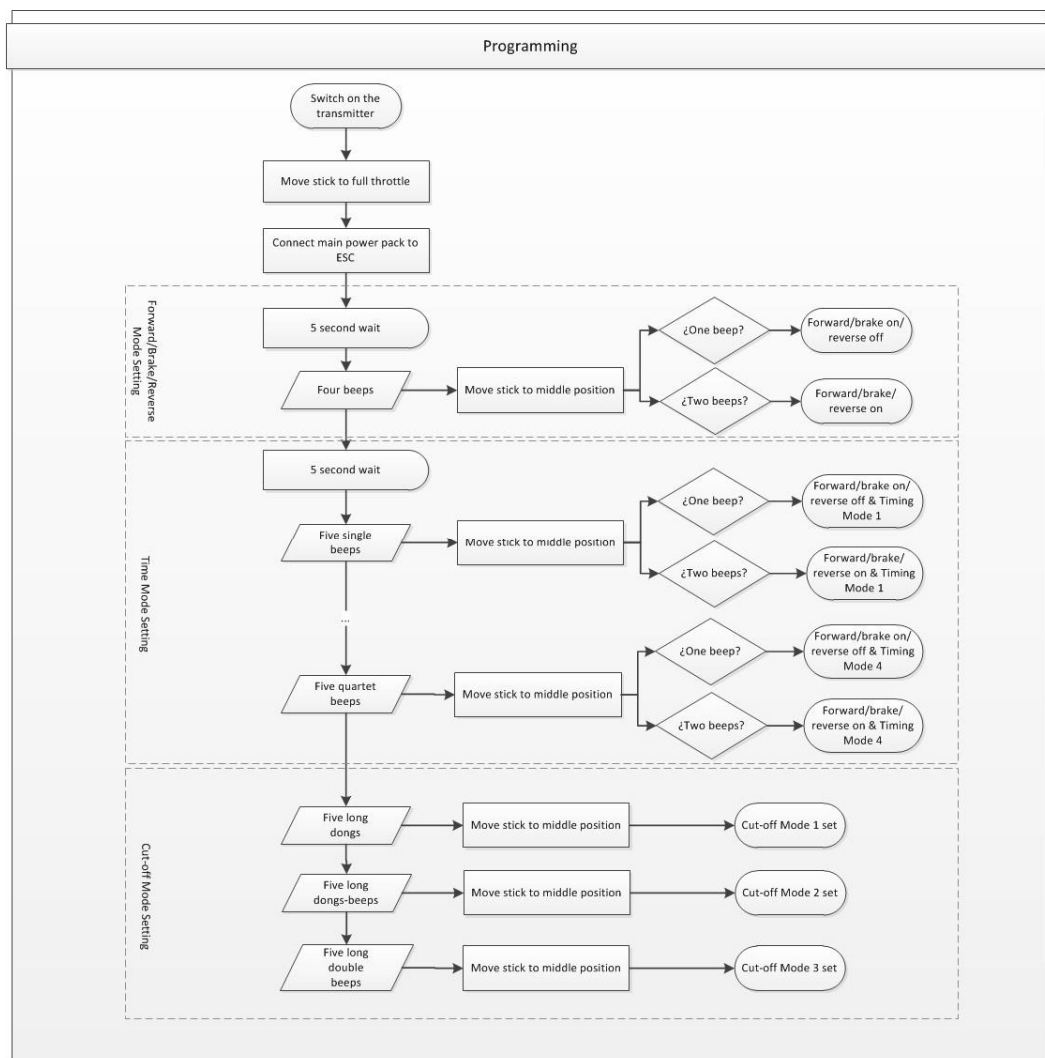 Programming
Switch on the
transmitter
Move stick to full throttle
Connect main power pack to
ESC
Forward/Brake/Reverse
Mode Setting
5 second wait
Four beeps
Move stick to middle position
¿One beep?
Forward/brake on/
reverse off
¿Two beeps?
Forward/brake/
reverse on
Time Mode Setting
5 second wait
Five single
beeps
Move stick to middle position
¿One beep?
Forward/brake on/
reverse off & Timing
Mode 1
¿Two beeps?
Forward/brake/
reverse on & Timing
Mode 1
...
Five quartet
beeps
Move stick to middle position
¿One beep?
Forward/brake on/
reverse off & Timing
Mode 4
¿Two beeps?
Forward/brake/
reverse on & Timing
Mode 4
Cut-off Mode Setting
Five long
dongs
Move stick to middle position
Cut-off Mode 1 set
Five long
dongs-beeps
Move stick to middle position
Cut-off Mode 2 set
Five long
double
beeps
Move stick to middle position
Cut-off Mode 3 set